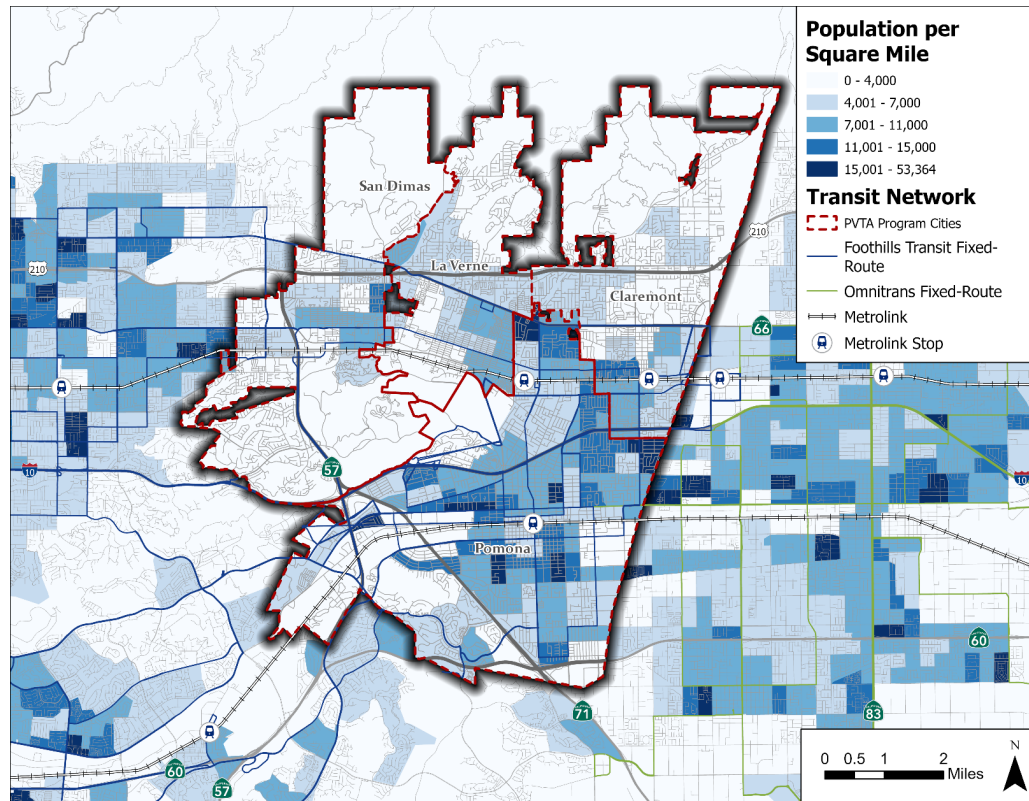 Population per
Square Mile
0 - 4,000
4,001 - 7,000
7,001 - 11,000
11,001 - 15,000
15,001 - 53,364
Transit Network
PVTA Program Cities
Foothills Transit Fixed-
Route
Omnitrans Fixed-Route
Metrolink
Metrolink Stop
San Dimas
210
La Verne
210
Claremont
66
57
10
10
Pomona
60
71
83
60
57
N
0 0.5 1 2
Miles